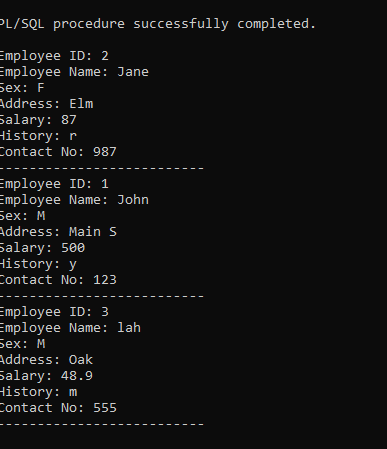 PL/SQL procedure successfully completed.
Employee ID: 2
Employee Name: Jane
Sex: F
Address: Elm
Salary: 87
History: r
Contact No: 987
--------------------------
Employee ID: 1
Employee Name: John
Sex: M
Address: Main S
Salary: 500
History: y
Contact No: 123
--------------------------
Employee ID: 3
Employee Name: lah
Sex: M
Address: Oak
Salary: 48.9
History: m
Contact No: 555
--------------------------